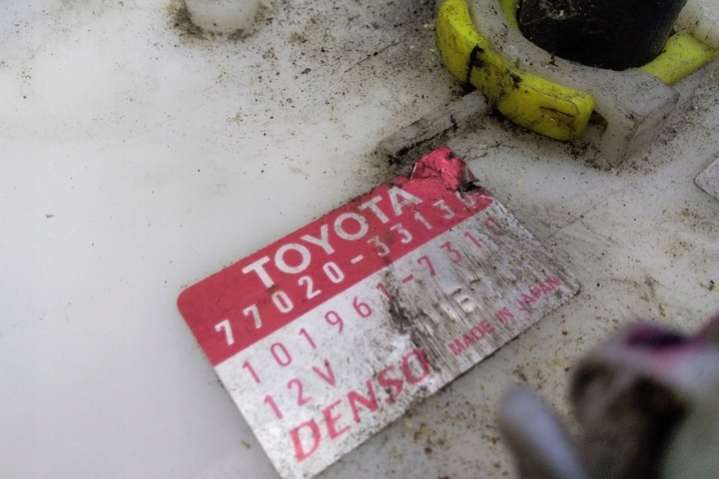 TOYOTA
77020-3313
101961-731
12V
DENSO
MADE IN JAPAN